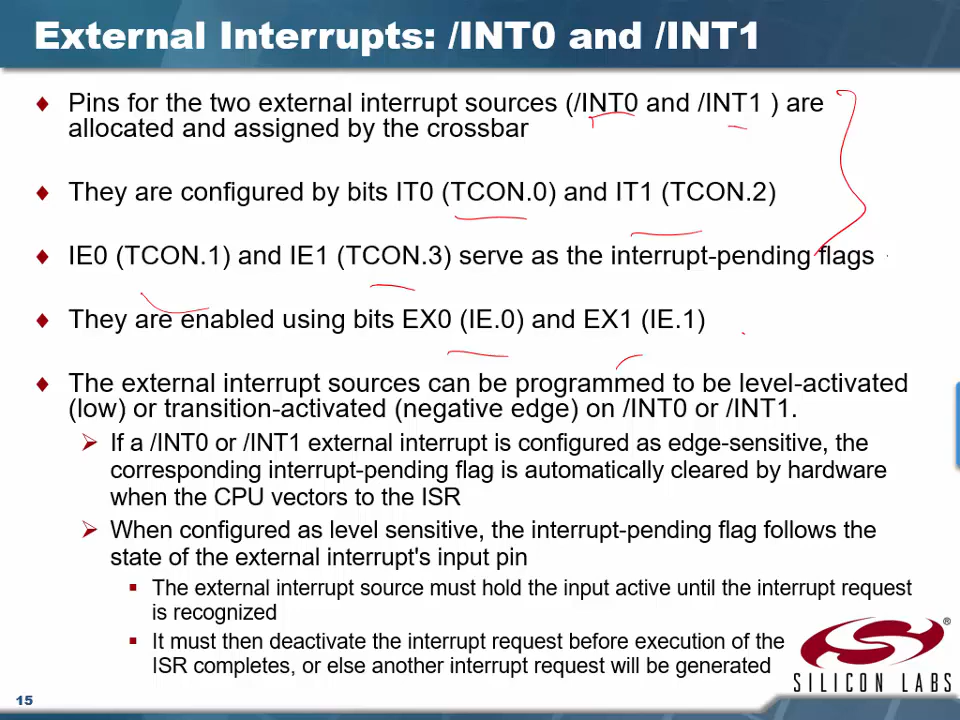 External Interrupts: /INT0 and /INT1
♦ Pins for the two external interrupt sources (/INT0 and /INT1 ) are
allocated and assigned by the crossbar
♦ They are configured by bits IT0 (TCON.0) and IT1 (TCON.2)
♦ IE0 (TCON.1) and IE1 (TCON.3) serve as the interrupt-pending flags
♦ They are enabled using bits EX0 (IE.0) and EX1 (IE.1)
♦ The external interrupt sources can be programmed to be level-activated
(low) or transition-activated (negative edge) on /INT0 or /INT1.
➢ If a /INT0 or /INT1 external interrupt is configured as edge-sensitive, the
corresponding interrupt-pending flag is automatically cleared by hardware
when the CPU vectors to the ISR
➢ When configured as level sensitive, the interrupt-pending flag follows the
state of the external interrupt's input pin
▪ The external interrupt source must hold the input active until the interrupt request
is recognized
▪ It must then deactivate the interrupt request before execution of the
ISR completes, or else another interrupt request will be generated
®
SILICON LABS
15